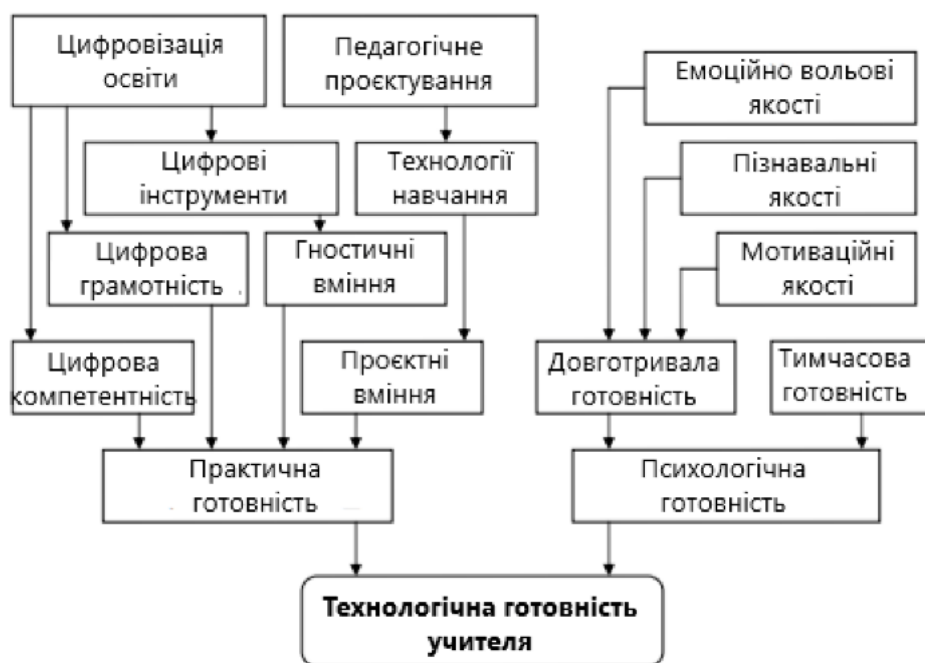 Цифровізація
освіти
Педагогічне
проєктування
Емоційно вольові
якості
Цифрові
інструменти
Технології
навчання
Пізнавальні
якості
Цифрова
грамотність
Гностичні
вміння
Мотиваційні
якості
Цифрова
компетентність
Проєктні
вміння
Довготривала
готовність
Тимчасова
готовність
Практична
готовність
Психологічна
готовність
Технологічна готовність
учителя